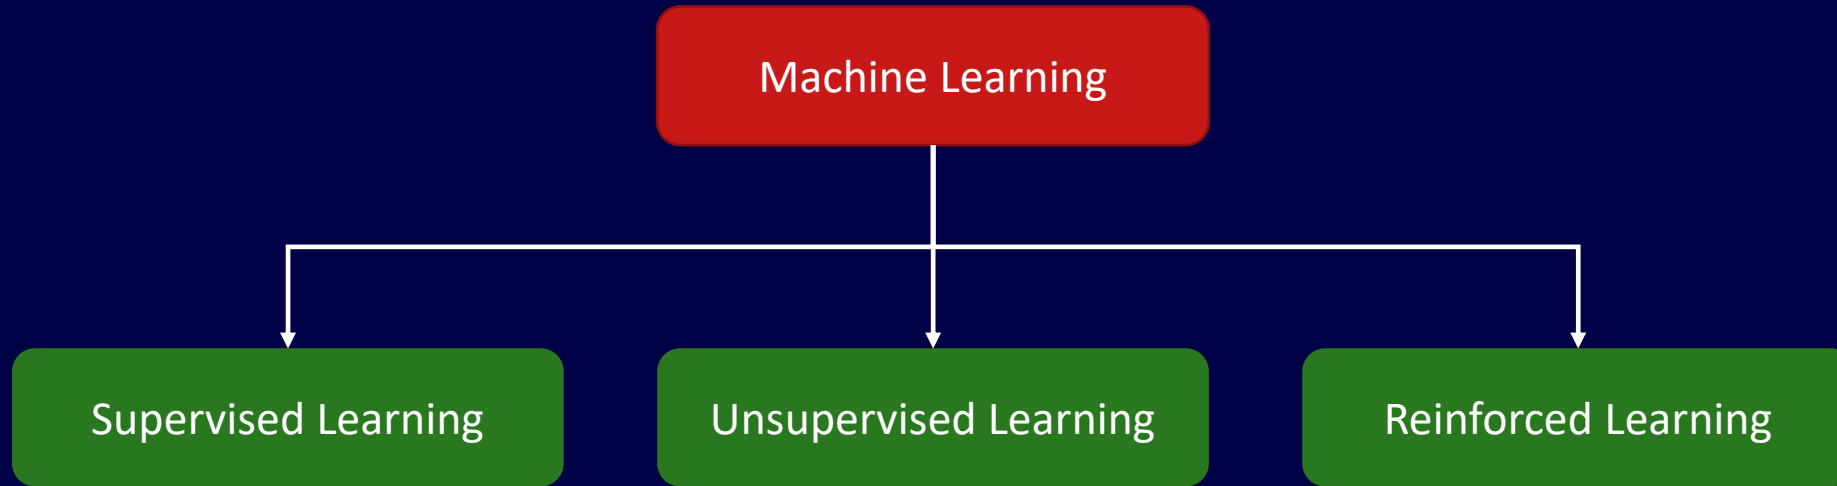 Machine Learning
Supervised Learning
Unsupervised Learning
Reinforced Learning